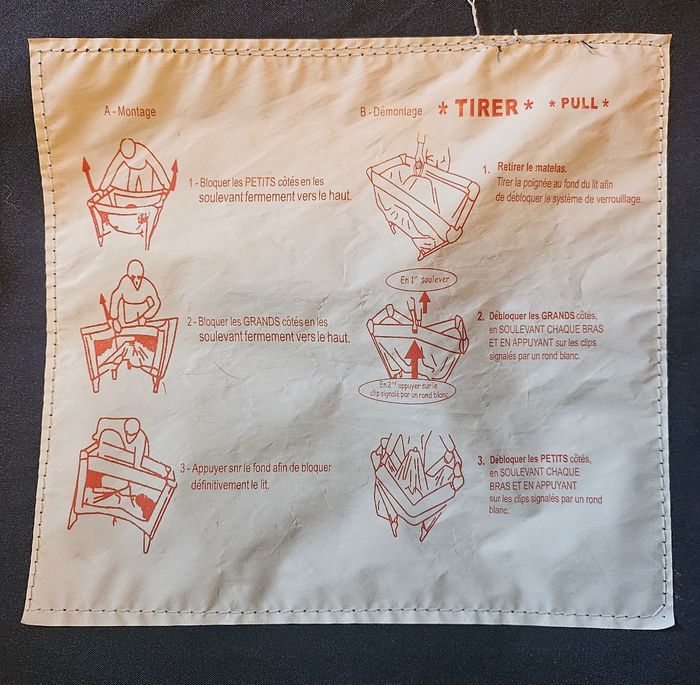 A - Montage
1 - Bloquer les PETITS côtés en les
soulevant fermement vers le haut.
2 - Bloquer les GRANDS côtés en les
soulevant fermement vers le haut.
3 - Appuyer snr le fond afin de bloquer
définitivement le lit.
B - Démontage
* TIRER *
* PULL *
1. Retirer le matelas.
Tirer la poignée au fond du lit afin
de débloquer le système de verrouillage.
En 1er soulever
2. Débloquer les GRANDS côtés,
en SOULEVANT CHAQUE BRAS
ET EN APPUYANT sur les clips
signalés par un rond blanc.
En 2nd appuyer sur le
clip signalé par un rond blanc
3. Débloquer les PETITS côtés,
en SOULEVANT CHAQUE
BRAS ET EN APPUYANT
sur les clips signalés par un rond
blanc.